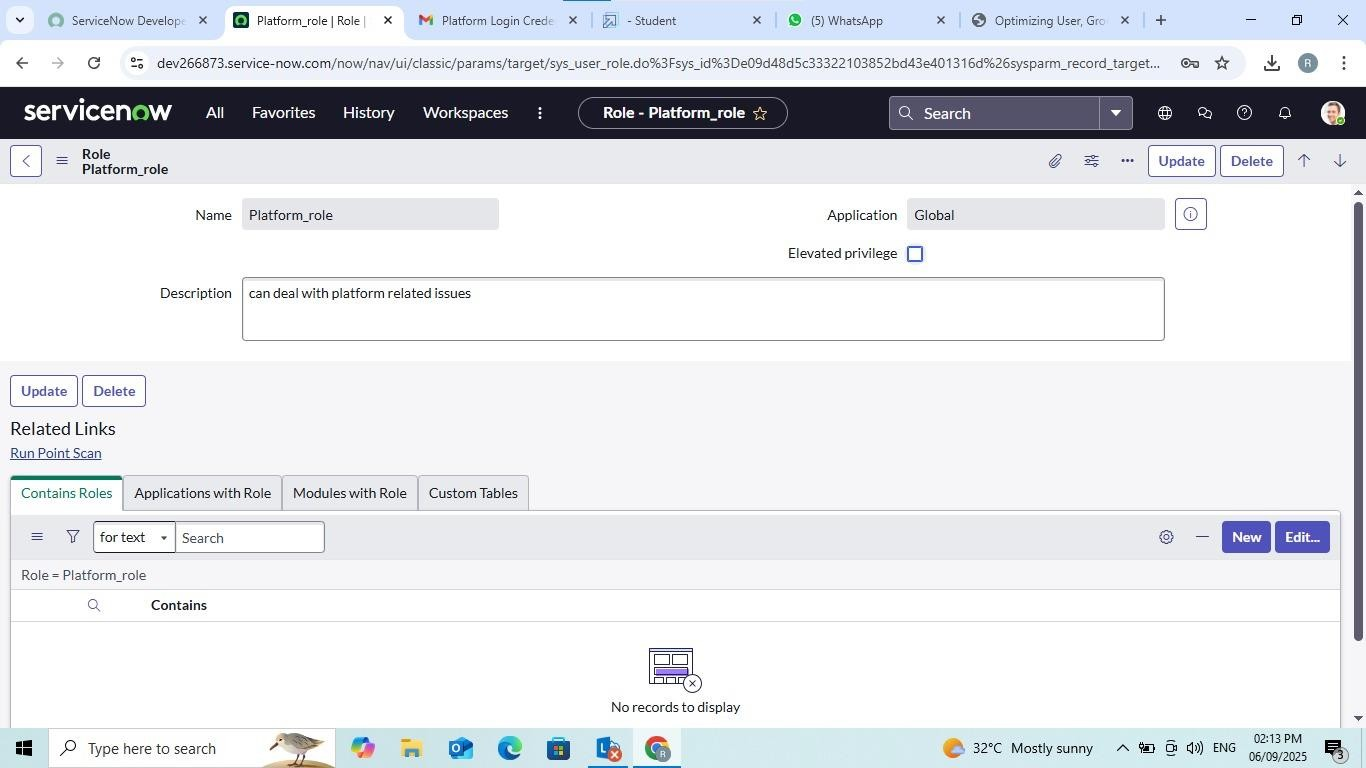 ServiceNow Develope
Platform_role | Role |
Platform Login Crede
- Student
(5) WhatsApp
Optimizing User, Gro
dev266873.service-now.com/now/nav/ui/classic/params/target/sys_user_role.do%3Fsys_id%3De09d48d5c33322103852bd43e401316d%26sysparm_record_target...
R
servicenow
All
Favorites
History
Workspaces
Role - Platform_role
Search
Role
Platform_role
Update
Delete
Name
Platform_role
Application
Global
Elevated privilege
Description
can deal with platform related issues
Update
Delete
Related Links
Run Point Scan
Contains Roles
Applications with Role
Modules with Role
Custom Tables
for text
Search
New
Edit...
Role = Platform_role
Contains
No records to display
Type here to search
R
32°C Mostly sunny
ENG
02:13 PM
06/09/2025
3